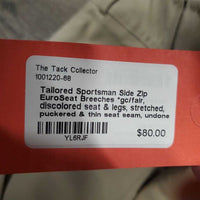 The Tack Collector
1001220-68
Tailored Sportsman Side Zip
EuroSeat Breeches *gc/fair,
discolored seat & legs, stretched,
puckered & thin seat seam, undone
$80.00
YL6RJF